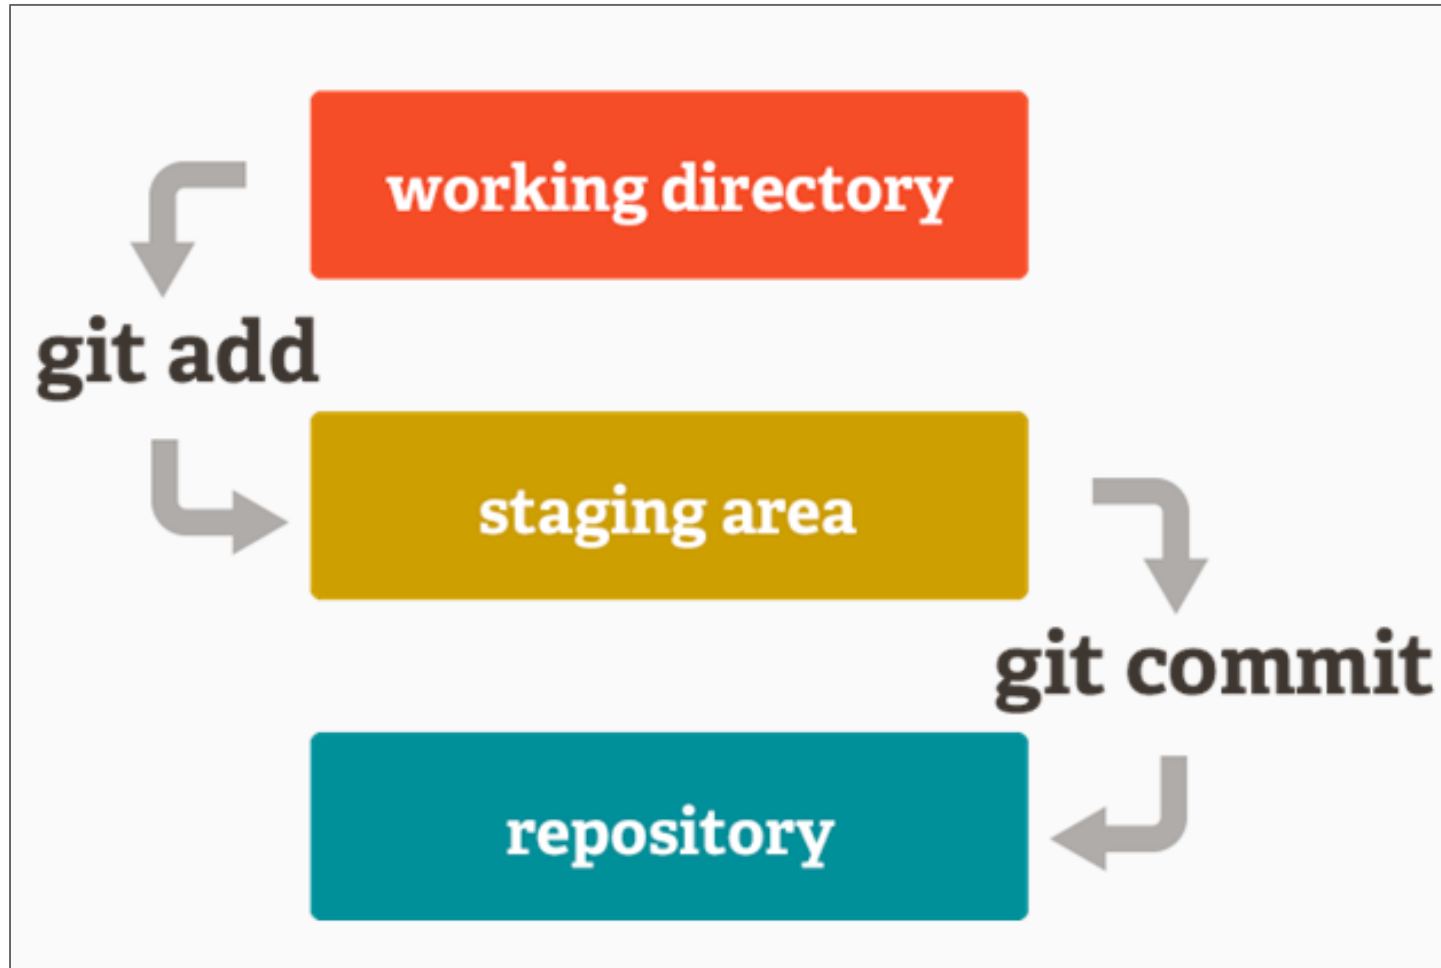 working directory
git add
staging area
git commit
repository